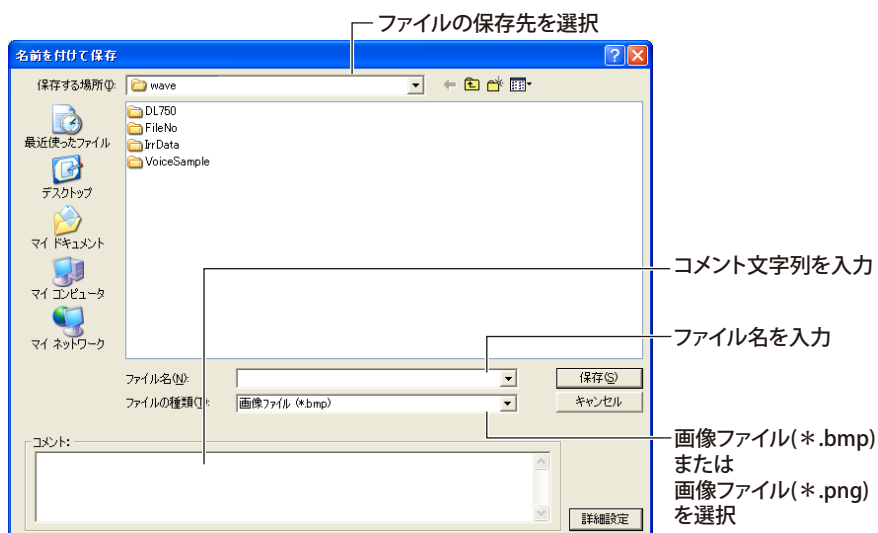 ファイルの保存先を選択
名前を付けて保存
保存する場所(I):
wave
DL750
FileNo
IrrData
VoiceSample
最近使ったファイル
デスクトップ
マイ ドキュメント
マイ コンピュータ
マイ ネットワーク
コメント文字列を入力
ファイル名を入力
ファイル名(N):
保存(S)
ファイルの種類(T):
画像ファイル (*.bmp)
キャンセル
画像ファイル(＊.bmp)
または
画像ファイル(＊.png)
を選択
コメント:
詳細設定